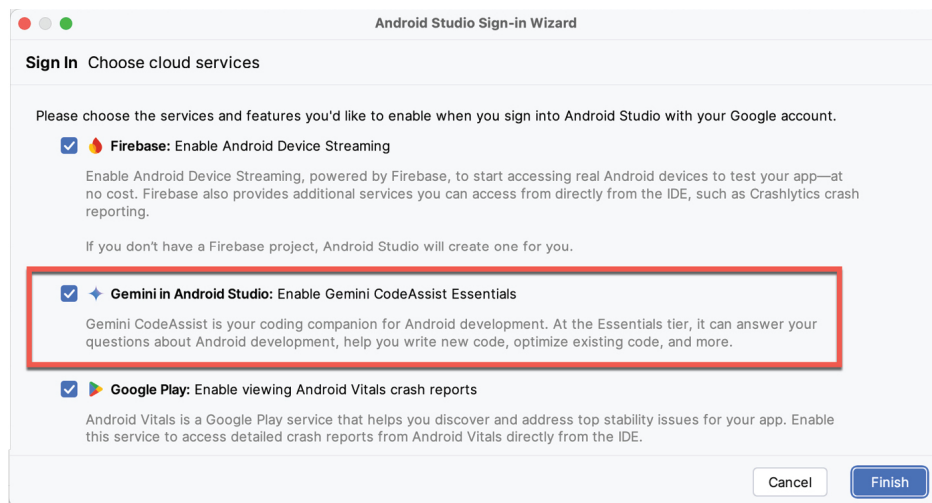 Android Studio Sign-in Wizard
Sign In Choose cloud services
Please choose the services and features you'd like to enable when you sign into Android Studio with your Google account.
Firebase: Enable Android Device Streaming
Enable Android Device Streaming, powered by Firebase, to start accessing real Android devices to test your app—at
no cost. Firebase also provides additional services you can access from directly from the IDE, such as Crashlytics crash
reporting.
If you don't have a Firebase project, Android Studio will create one for you.
Gemini in Android Studio: Enable Gemini CodeAssist Essentials
Gemini CodeAssist is your coding companion for Android development. At the Essentials tier, it can answer your
questions about Android development, help you write new code, optimize existing code, and more.
Google Play: Enable viewing Android Vitals crash reports
Android Vitals is a Google Play service that helps you discover and address top stability issues for your app. Enable
this service to access detailed crash reports from Android Vitals directly from the IDE.
Cancel Finish